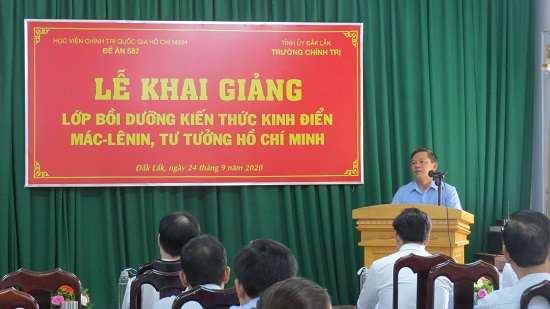 HỌC VIỆN CHÍNH TRỊ QUỐC GIA HỒ CHÍ MINH
ĐỀ ÁN 587
TỈNH ỦY ĐẮK LẮK
TRƯỜNG CHÍNH TRỊ
LỄ KHAI GIẢNG
LỚP BỒI DƯỠNG KIẾN THỨC KINH ĐIỂN
MÁC-LÊNIN, TƯ TƯỞNG HỒ CHÍ MINH
Đắk Lắk, ngày 24 tháng 9 năm 2020